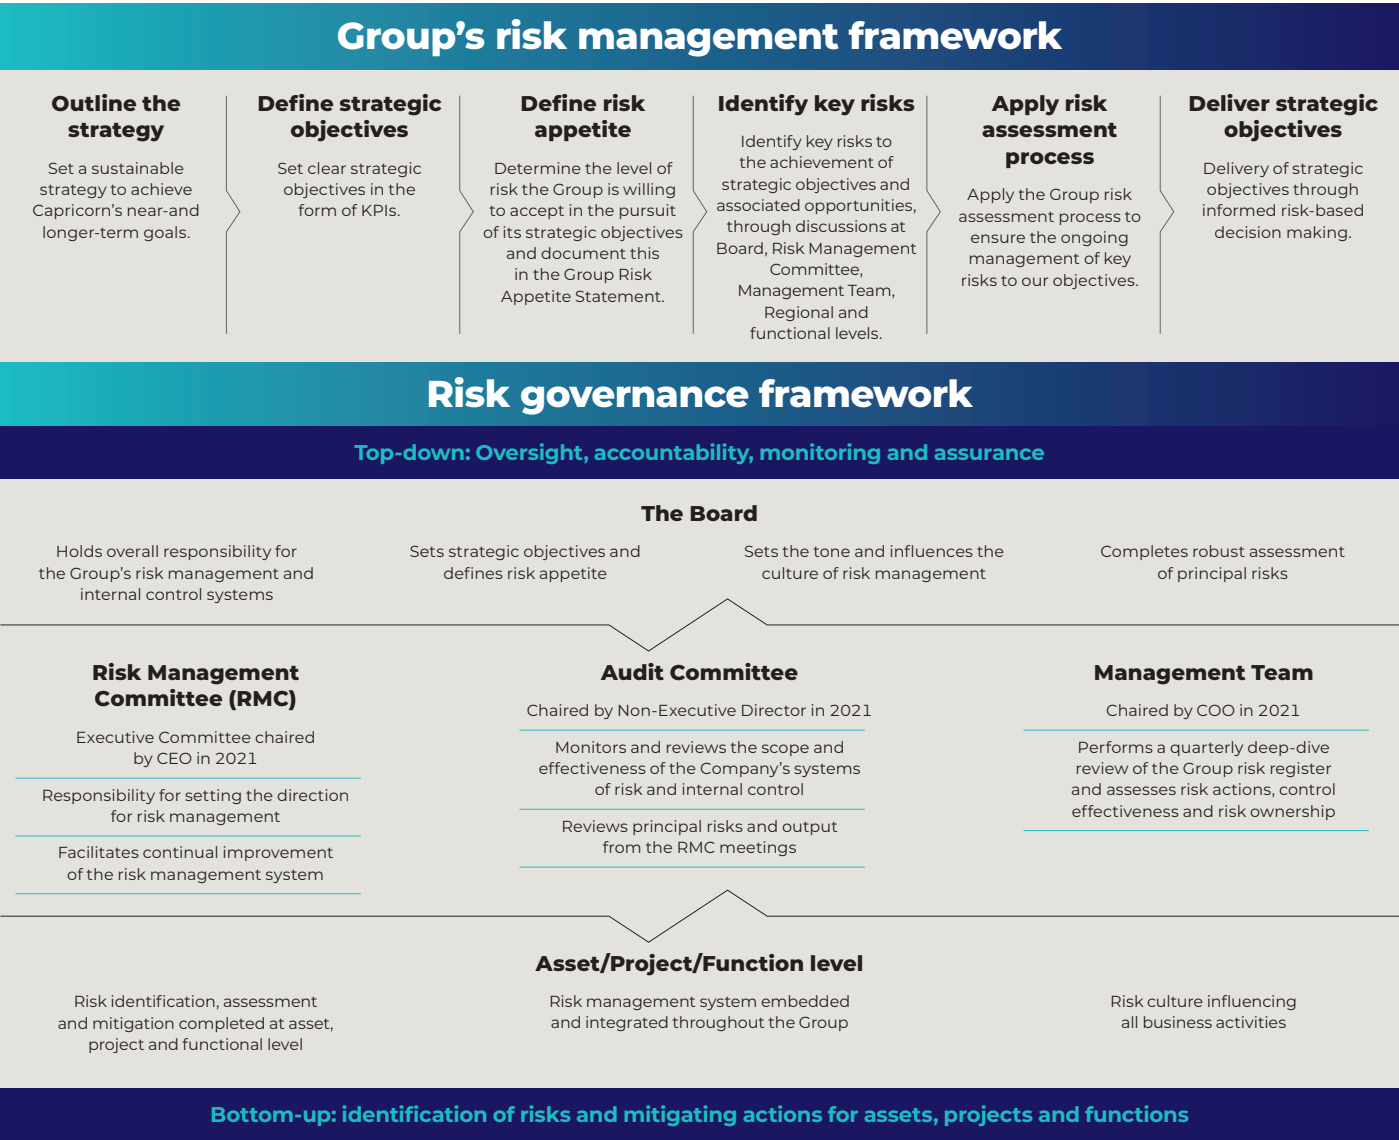 Group's risk management framework
Outline the
strategy
Set a sustainable
strategy to achieve
Capricorn's near-and
longer-term goals.
Define strategic
objectives
Set clear strategic
objectives in the
form of KPIs.
Define risk
appetite
Determine the level of
risk the Group is willing
to accept in the pursuit
of its strategic objectives
and document this
in the Group Risk
Appetite Statement.
Identify key risks
Identify key risks to
the achievement of
strategic objectives and
associated opportunities,
through discussions at
Board, Risk Management
Committee,
Management Team,
Regional and
functional levels.
Apply risk
assessment
process
Apply the Group risk
assessment process to
ensure the ongoing
management of key
risks to our objectives.
Deliver strategic
objectives
Delivery of strategic
objectives through
informed risk-based
decision making.
Risk governance framework
Top-down: Oversight, accountability, monitoring and assurance
The Board
Holds overall responsibility for
the Group's risk management and
internal control systems
Sets strategic objectives and
defines risk appetite
Sets the tone and influences the
culture of risk management
Completes robust assessment
of principal risks
Risk Management
Committee (RMC)
Executive Committee chaired
by CEO in 2021
Responsibility for setting the direction
for risk management
Facilitates continual improvement
of the risk management system
Audit Committee
Chaired by Non-Executive Director in 2021
Monitors and reviews the scope and
effectiveness of the Company's systems
of risk and internal control
Reviews principal risks and output
from the RMC meetings
Management Team
Chaired by COO in 2021
Performs a quarterly deep-dive
review of the Group risk register
and assesses risk actions, control
effectiveness and risk ownership
Asset/Project/Function level
Risk identification, assessment
and mitigation completed at asset,
project and functional level
Risk management system embedded
and integrated throughout the Group
Risk culture influencing
all business activities
Bottom-up: identification of risks and mitigating actions for assets, projects and functions